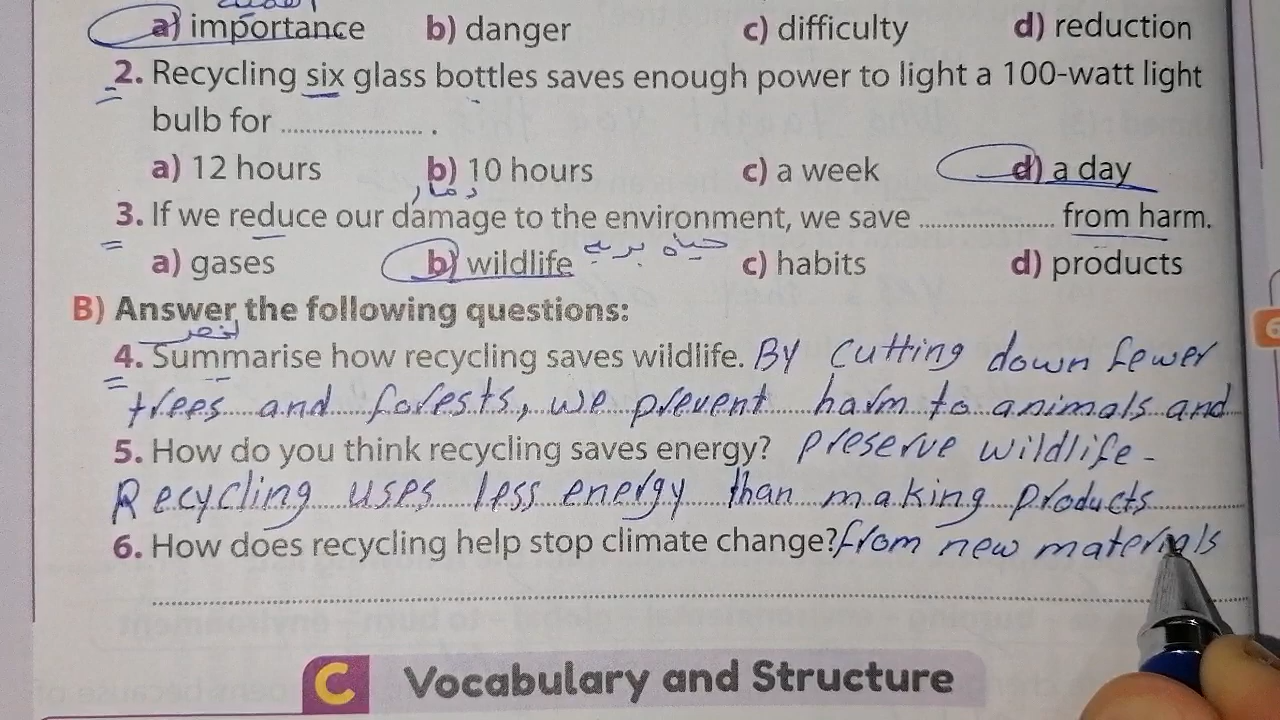 a) importance b) danger c) difficulty d) reduction
2. Recycling six glass bottles saves enough power to light a 100-watt light
bulb for ........................ .
دمار
a) 12 hours b) 10 hours c) a week d) a day
3. If we reduce our damage to the environment, we save ........................ from harm.
حياه بريه
a) gases b) wildlife c) habits d) products
B) Answer the following questions:
لخص
4. Summarise how recycling saves wildlife. By cutting down fewer
trees and forests, we prevent harm to animals and
5. How do you think recycling saves energy? preserve wildlife-
Recycling uses less energy than making products
6. How does recycling help stop climate change? from new materials
C Vocabulary and Structure